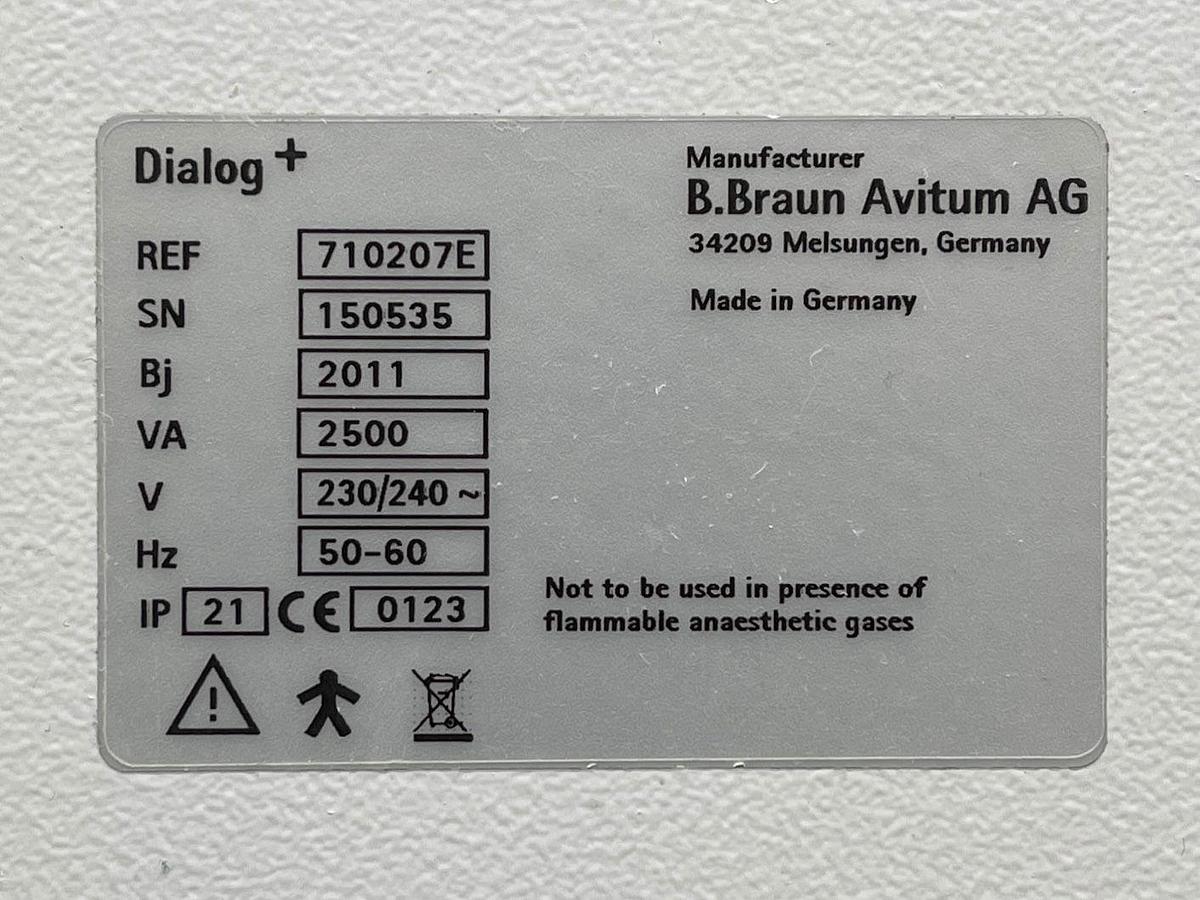 Dialog+
Manufacturer
B.Braun Avitum AG
34209 Melsungen, Germany
Made in Germany
REF 710207E
SN 150535
Bj 2011
VA 2500
V 230/240 ~
Hz 50-60
IP 21 CE 0123
Not to be used in presence of
flammable anaesthetic gases